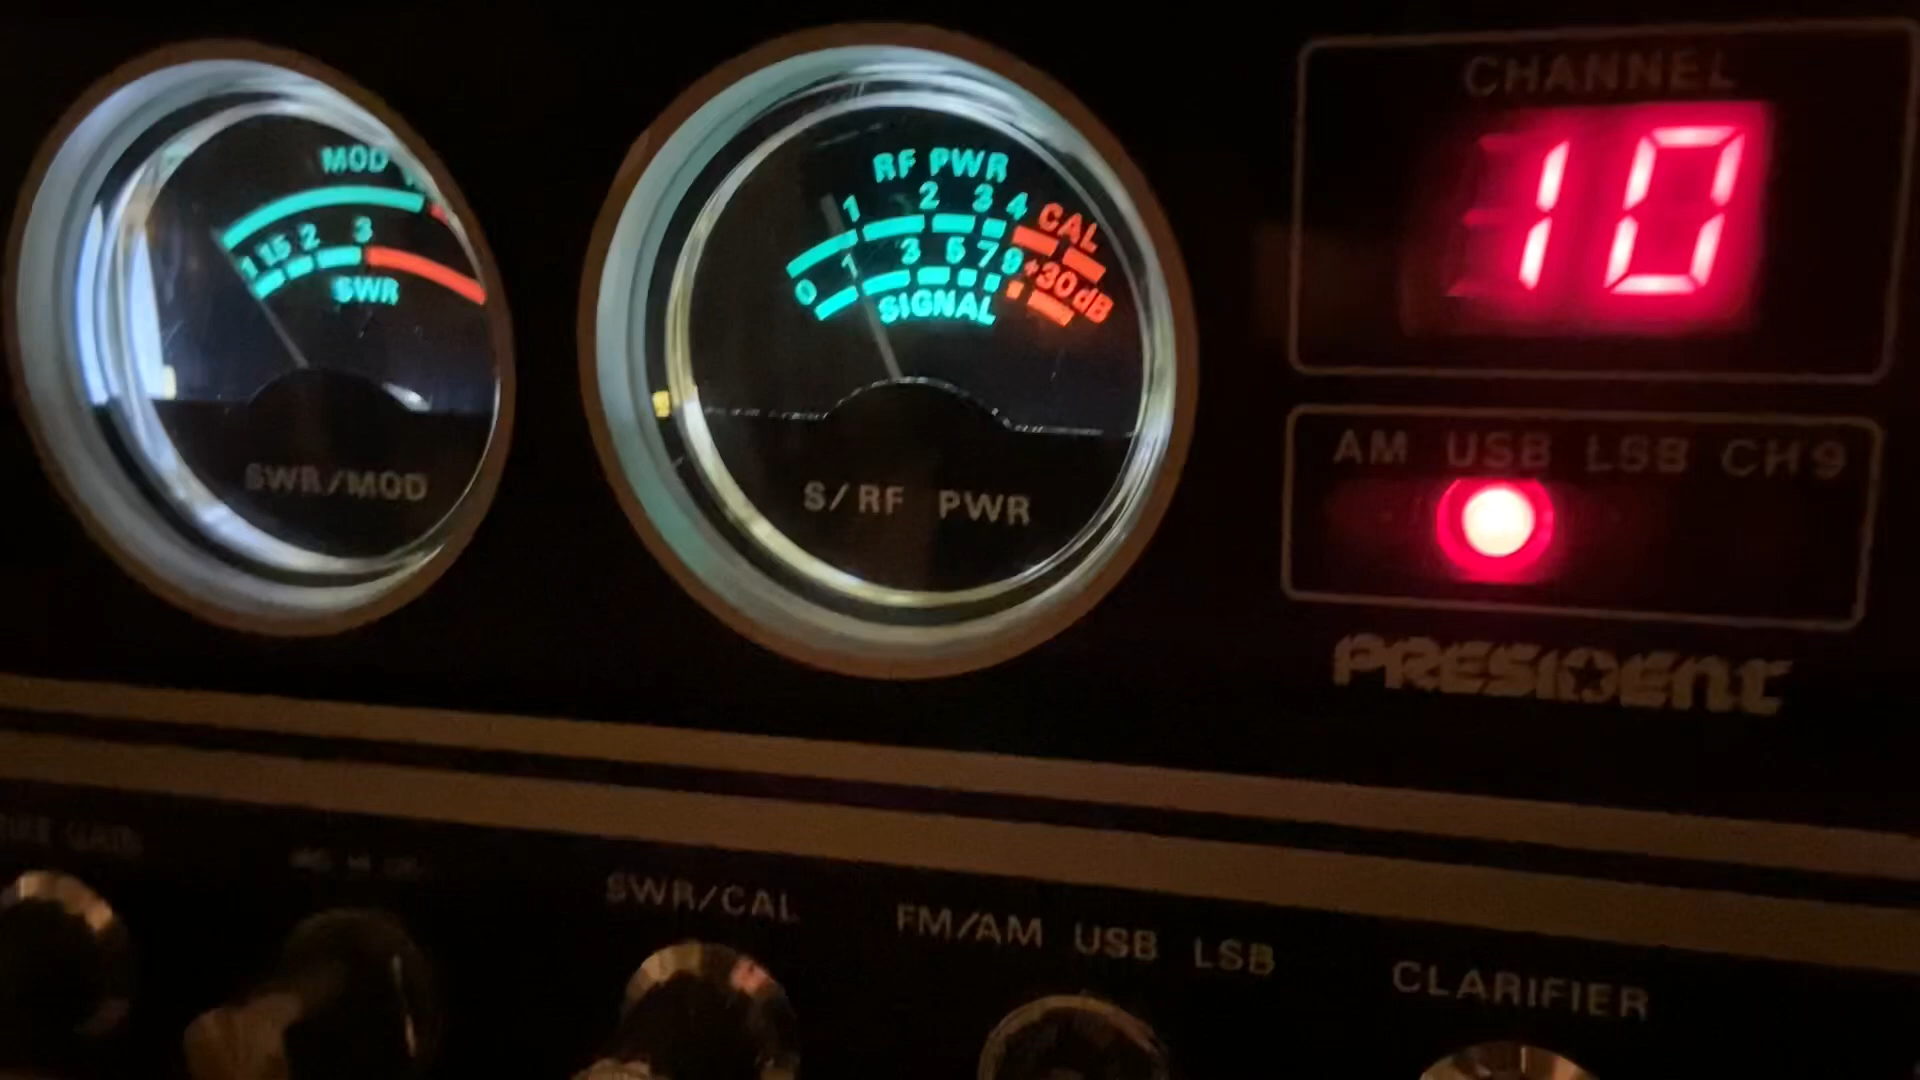 MOD
1 1.5 2 3
SWR
SWR/MOD
RF PWR
1 2 3 4 CAL
0 1 3 5 7 9 +30dB
SIGNAL
S/RF PWR
CHANNEL
10
AM USB LSB CH9
PRESIDENT
GAIN
SWR/CAL
FM/AM USB LSB
CLARIFIER